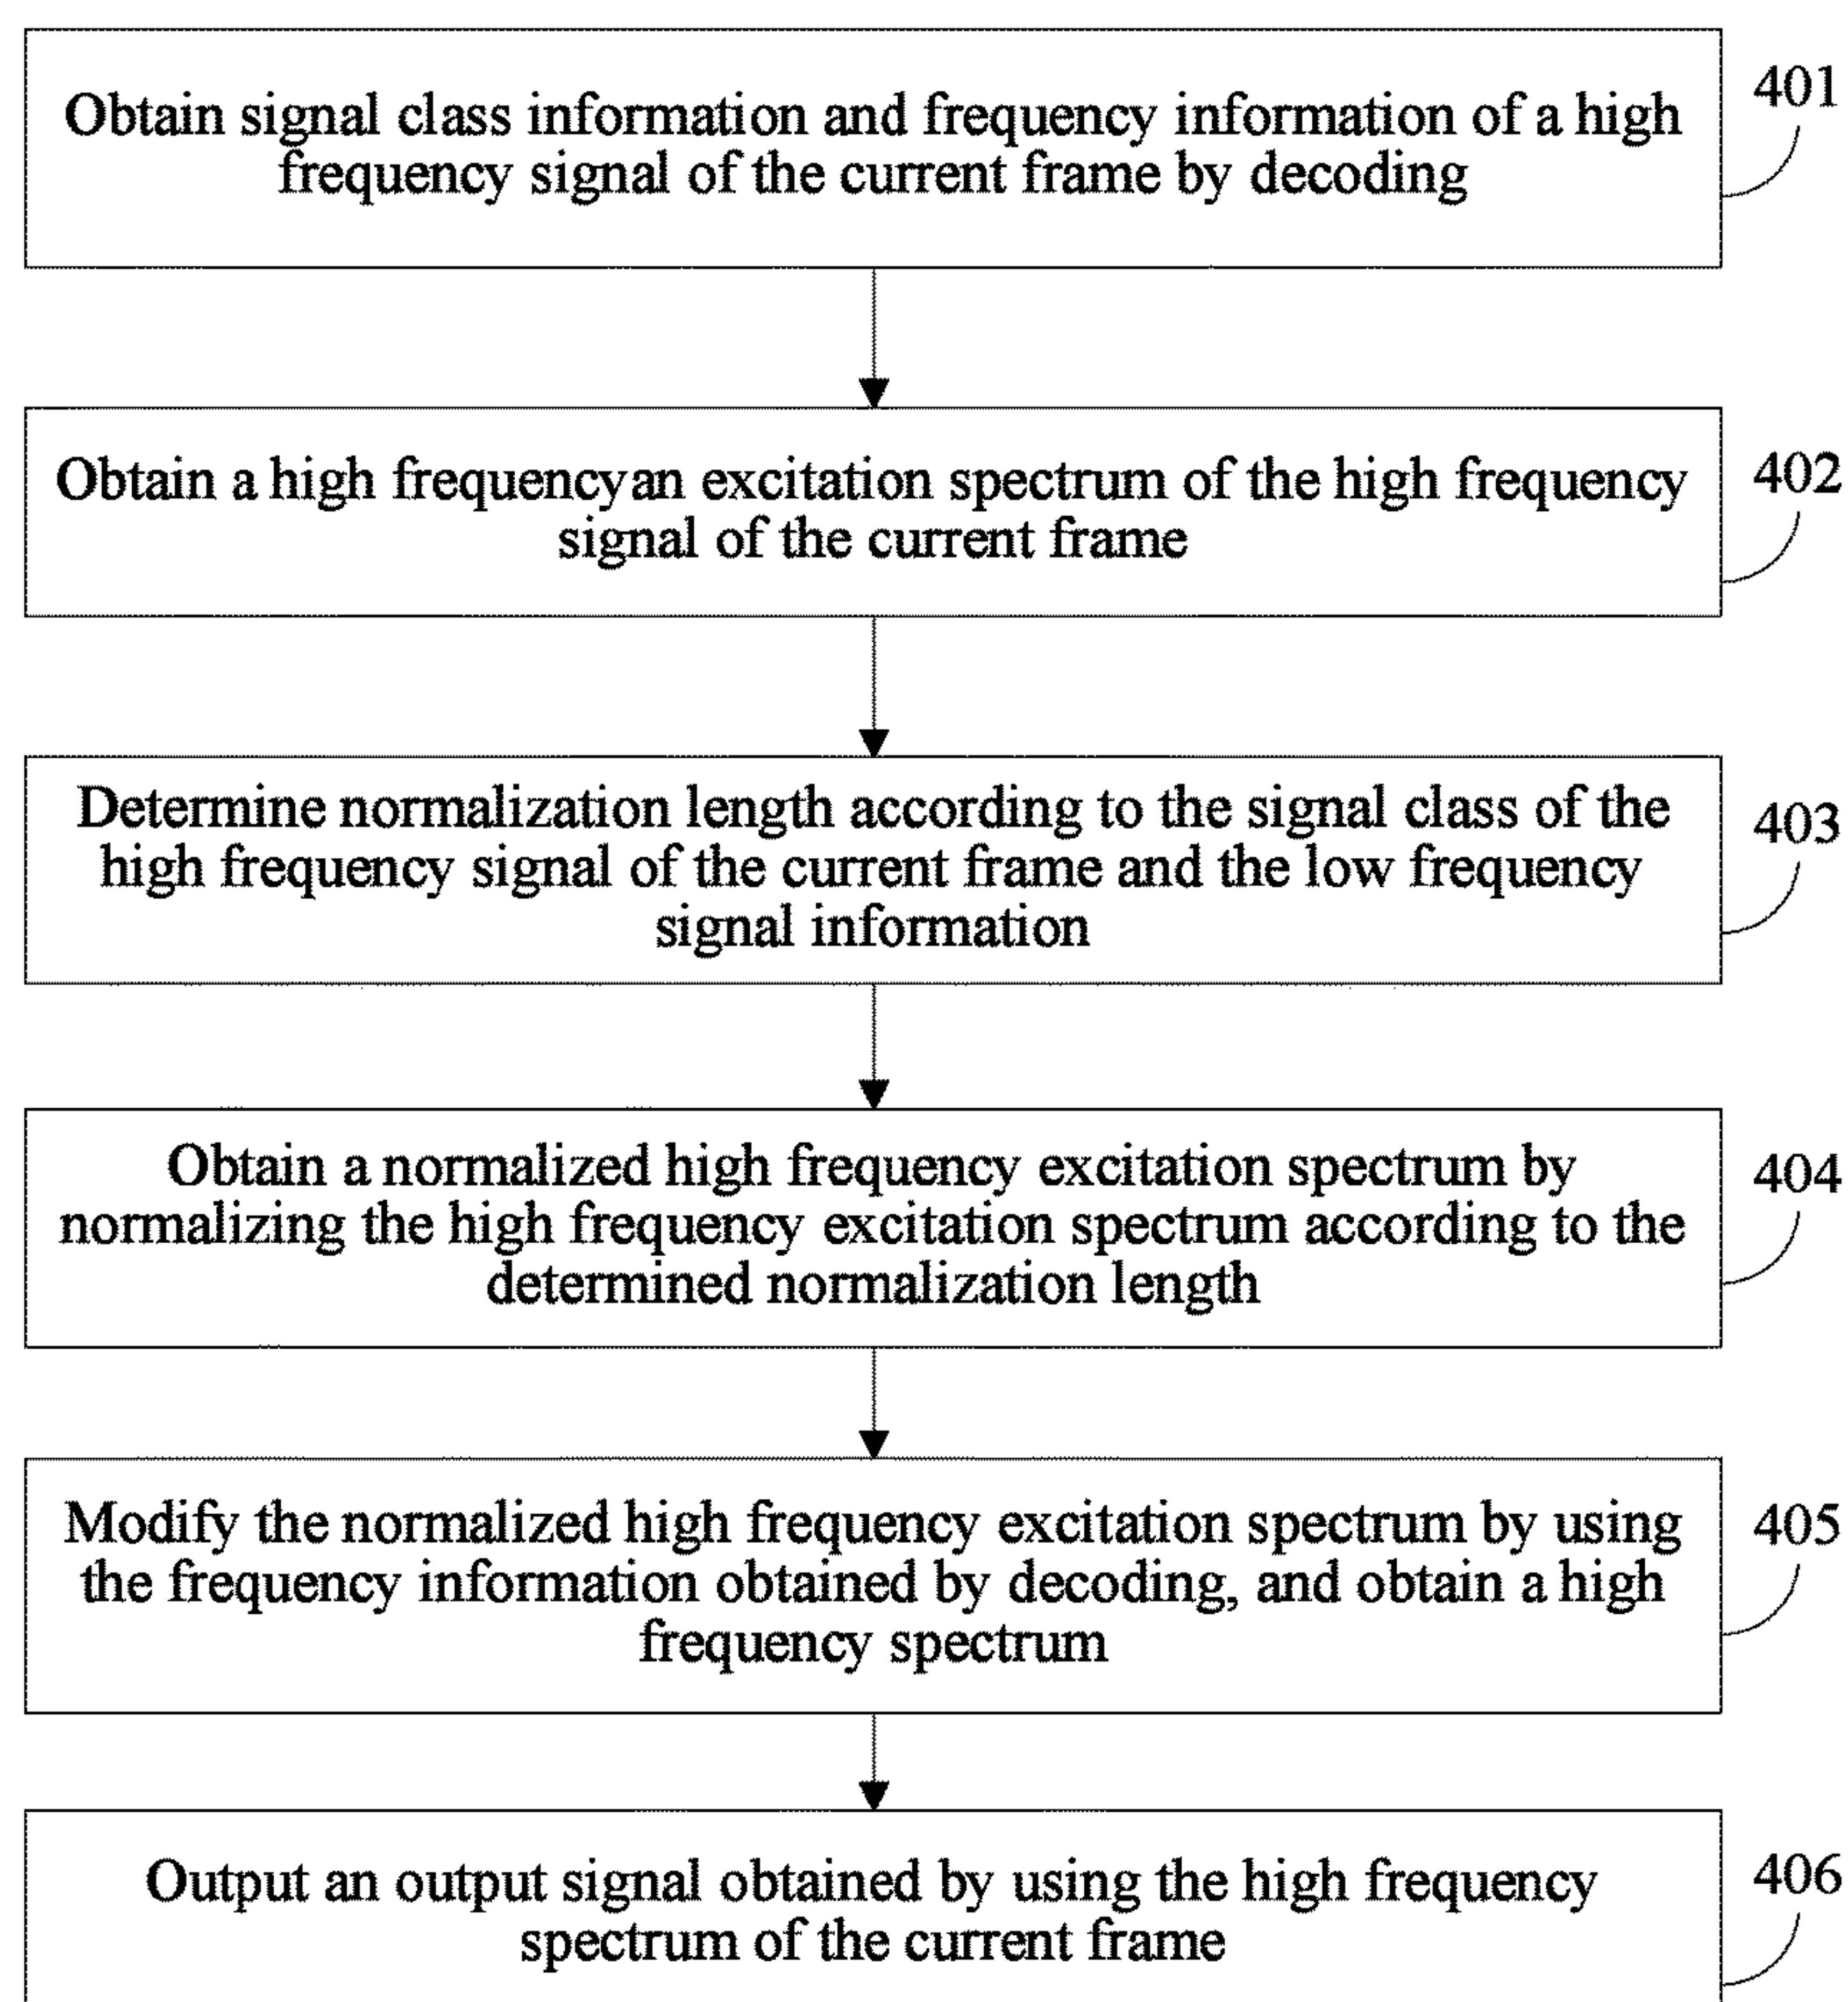 Obtain signal class information and frequency information of a high
frequency signal of the current frame by decoding
401
Obtain a high frequencyan excitation spectrum of the high frequency
signal of the current frame
402
Determine normalization length according to the signal class of the
high frequency signal of the current frame and the low frequency
signal information
403
Obtain a normalized high frequency excitation spectrum by
normalizing the high frequency excitation spectrum according to the
determined normalization length
404
Modify the normalized high frequency excitation spectrum by using
the frequency information obtained by decoding, and obtain a high
frequency spectrum
405
Output an output signal obtained by using the high frequency
spectrum of the current frame
406